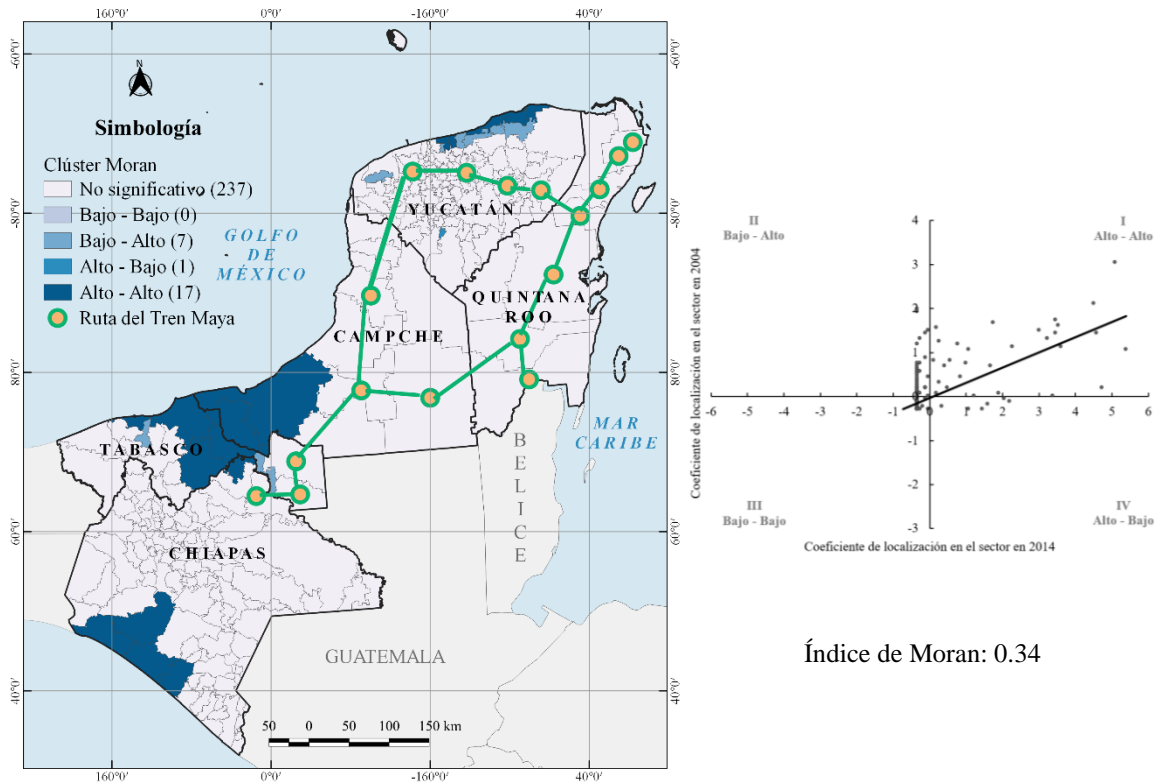 160°0′ 0°0′ -160°0′ 40°0′
-60°0′ -60°0′
N
Simbología
Clúster Moran
No significativo (237)
Bajo - Bajo (0)
Bajo - Alto (7)
Alto - Bajo (1)
Alto - Alto (17)
Ruta del Tren Maya
GOLFO
DE
MÉXICO
YUCATÁN
-80°0′ -80°0′
QUINTANA
ROO
CAMPCHE
80°0′ 80°0′
MAR
CARIBE
BELICE
TABASCO
60°0′ 60°0′
CHIAPAS
GUATEMALA
40°0′ 40°0′
50 0 50 100 150 km
160°0′ 0°0′ -160°0′ 40°0′
II
Bajo - Alto
I
Alto - Alto
4
3
2
-1
-2
-3
-6 -5 -4 -3 -2 -1 0 1 2 3 4 5 6
III
Bajo - Bajo
IV
Alto - Bajo
Coeficiente de localización en el sector en 2004
Coeficiente de localización en el sector en 2014
Índice de Moran: 0.34